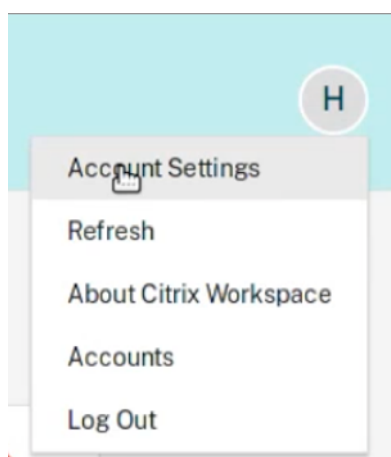 H
Account Settings
Refresh
About Citrix Workspace
Accounts
Log Out